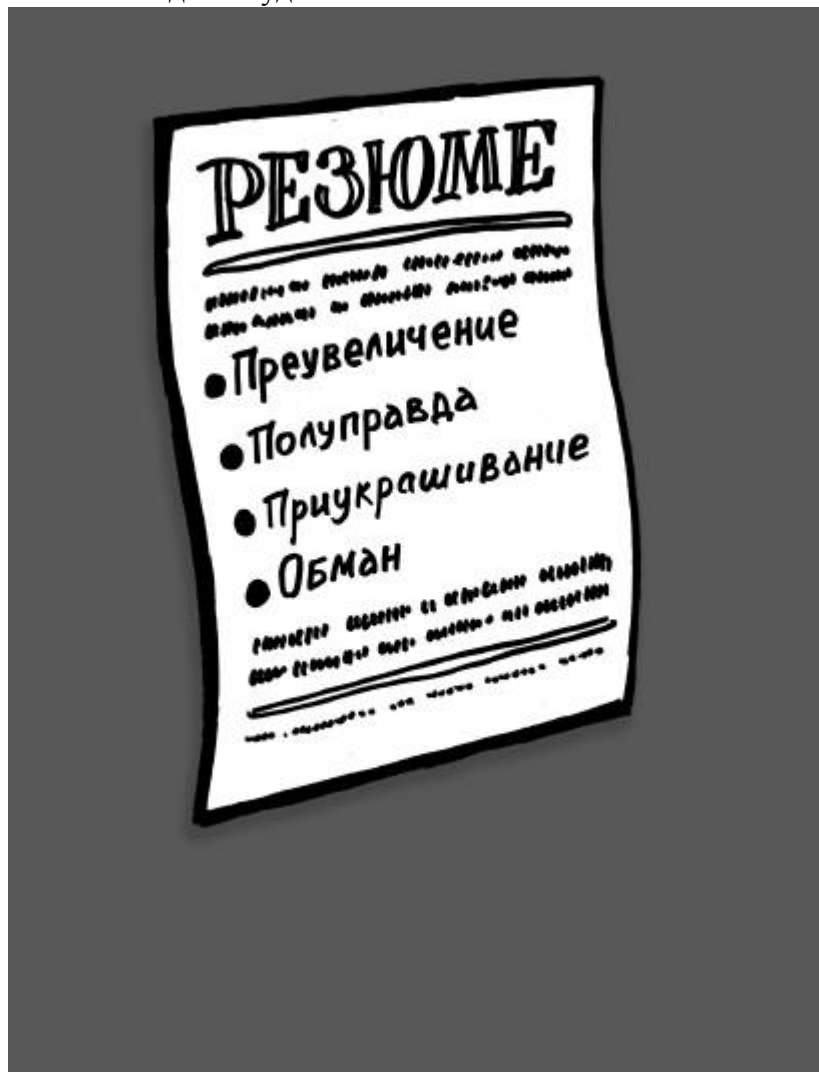 РЕЗЮМЕ
Преувеличение
Полуправда
Приукрашивание
Обман